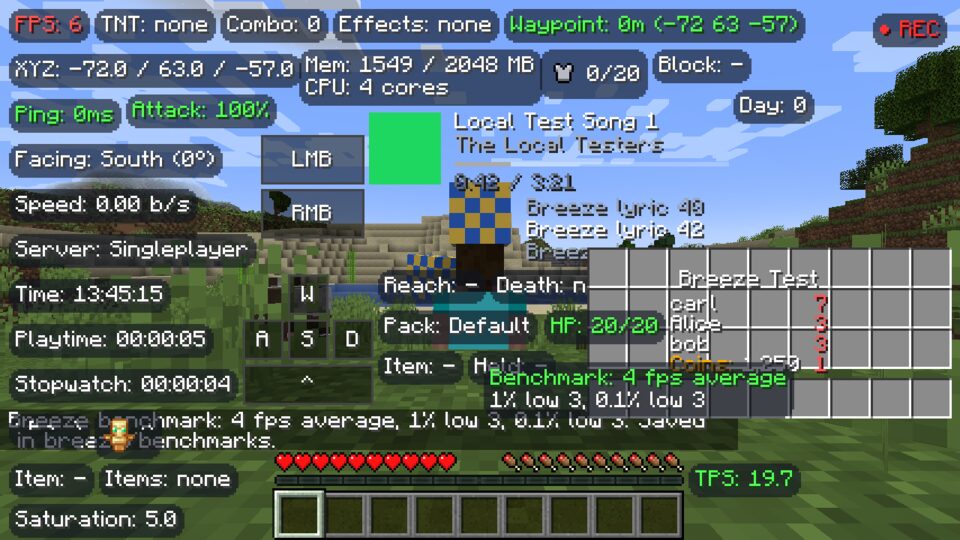 FPS: 6 TNT: none Combo: 0 Effects: none Waypoint: 0m (-72 63 -57) REC
XYZ: -72.0 / 63.0 / -57.0 Mem: 1549 / 2048 MB 0/20 Block: -
CPU: 4 cores
Day: 0
Ping: 0ms Attack: 100%
Local Test Song 1
The Local Testers
Facing: South (0°) LMB
0:42 / 3:21
Speed: 0.00 b/s RMB
Breeze lyric 42
Server: Singleplayer
Breeze lyric
Breeze Test
Time: 13:45:15 W Reach: - Death: n
carl 7
Alice 3
Playtime: 00:00:05 A S D Pack: Default HP: 20/20
bob 3
Coins: 1,250 1
Item: -
Stopwatch: 00:00:04 ^
Benchmark: 4 fps average
1% low 3, 0.1% low 3
Breeze benchmark: 4 fps average, 1% low 3, 0.1% low 3. Saved
in breeze benchmarks.
Item: - Items: none TPS: 19.7
Saturation: 5.0